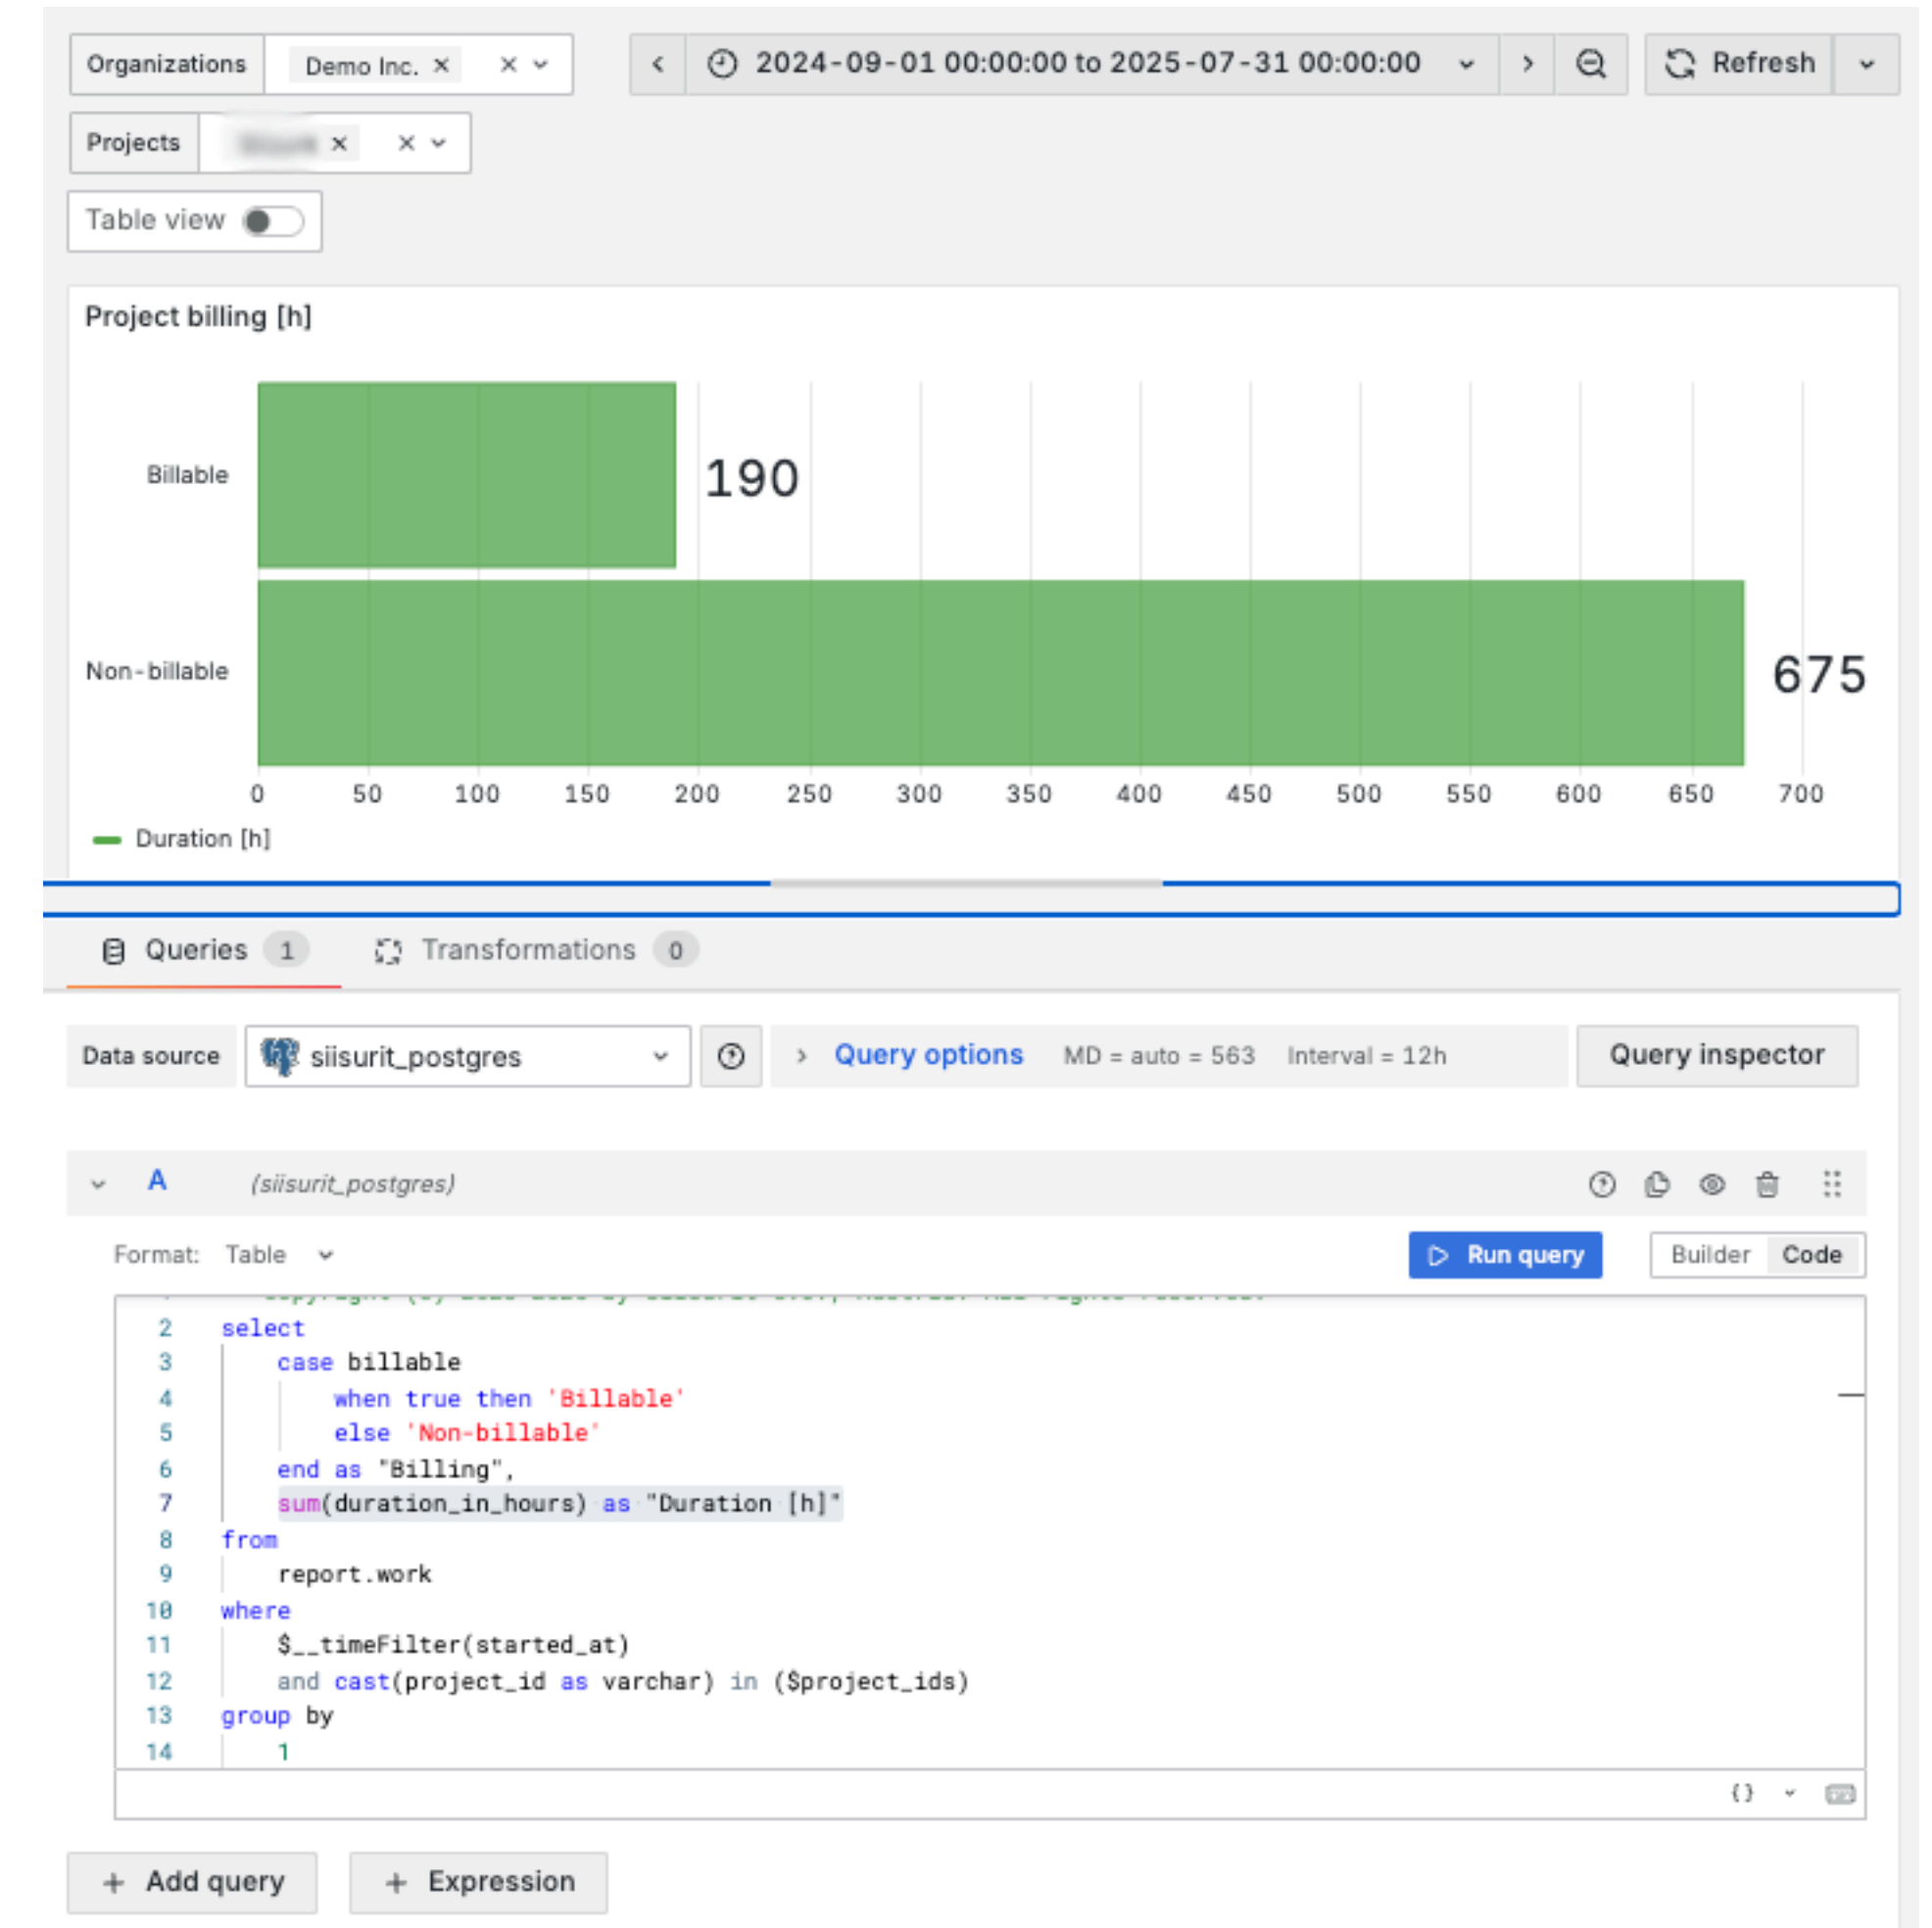 Organizations Demo Inc. 2024-09-01 00:00:00 to 2025-07-31 00:00:00 Refresh
Projects
Table view
Project billing [h]
Billable 190
Non-billable 675
0 50 100 150 200 250 300 350 400 450 500 550 600 650 700
Duration [h]
Queries 1 Transformations 0
Data source siisurit_postgres Query options MD = auto = 563 Interval = 12h Query inspector
A (siisurit_postgres)
Format: Table Run query Builder Code
2 select
3 case billable
4 when true then 'Billable'
5 else 'Non-billable'
6 end as "Billing",
7 sum(duration_in_hours) as "Duration [h]"
8 from
9 report.work
10 where
11 $__timeFilter(started_at)
12 and cast(project_id as varchar) in ($project_ids)
13 group by
14 1
{}
+ Add query + Expression